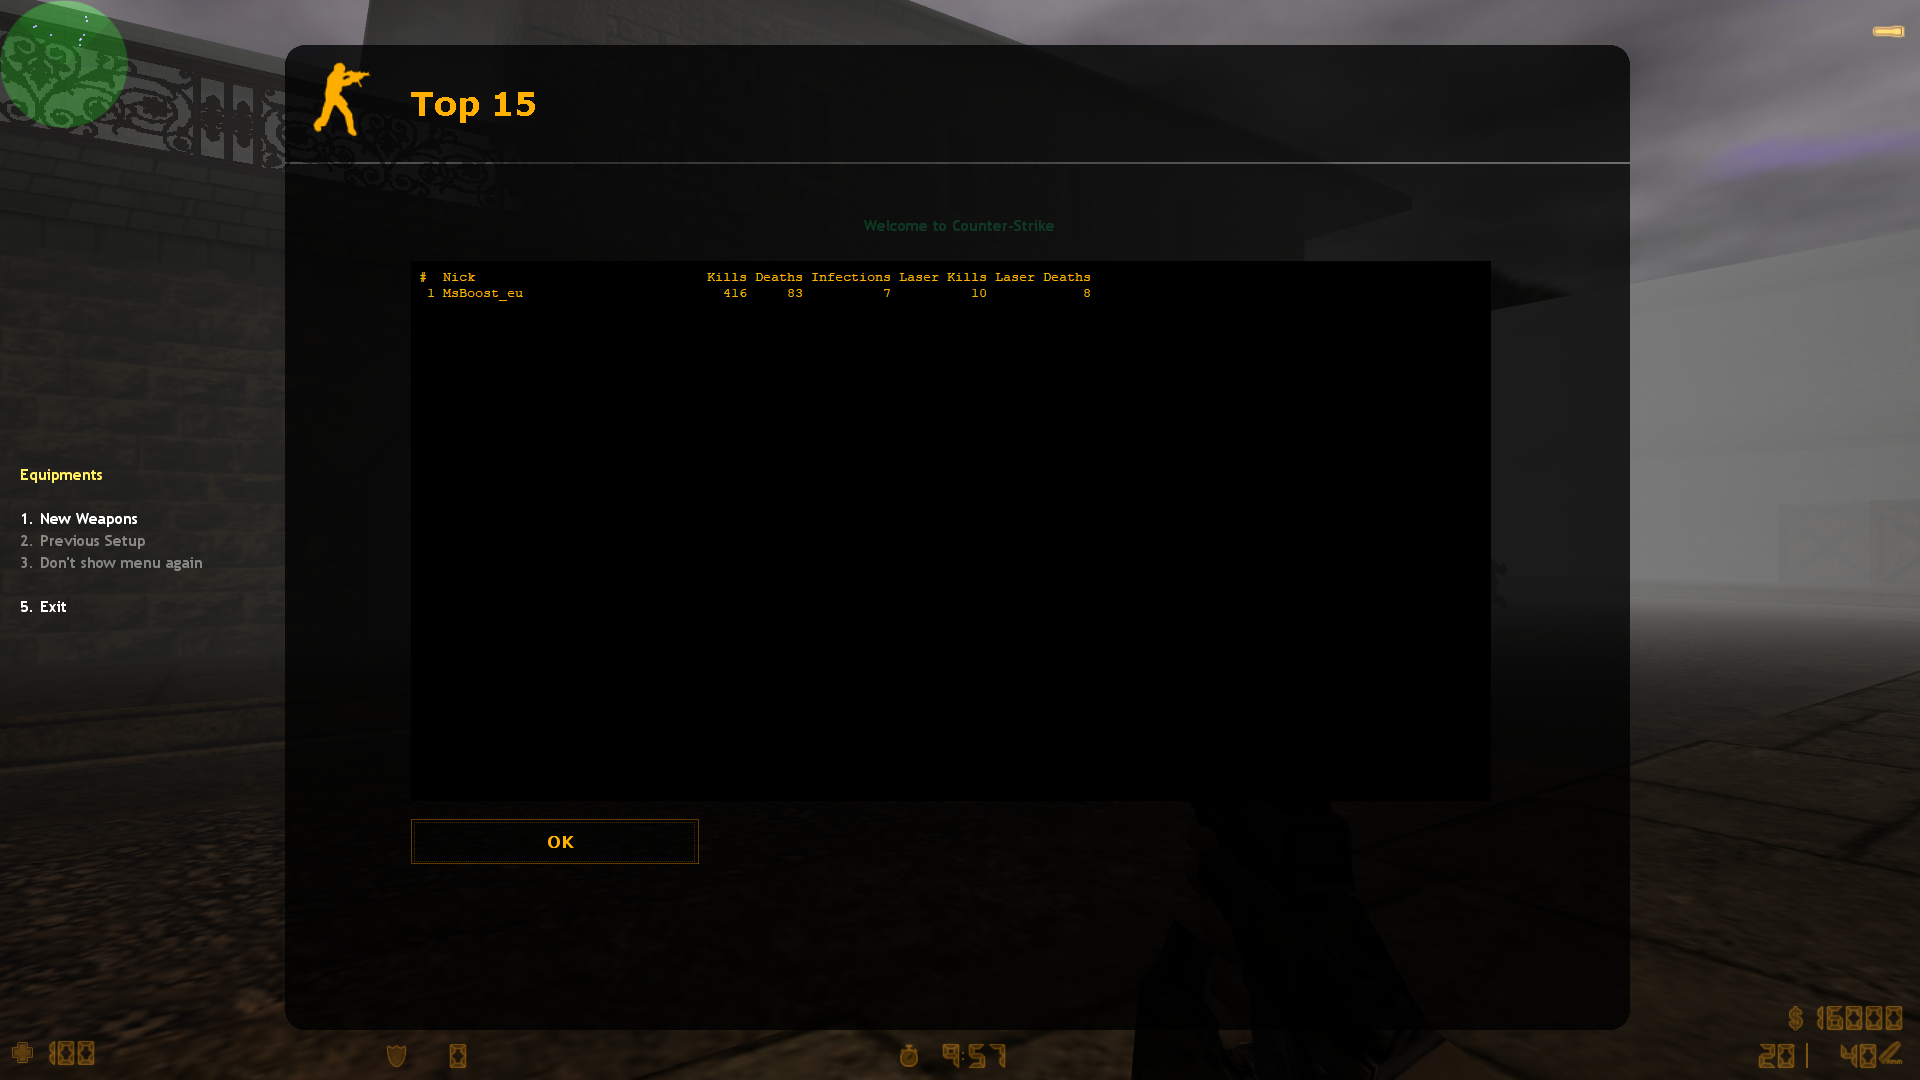 Top 15
Welcome to Counter-Strike
# Nick Kills Deaths Infections Laser Kills Laser Deaths
1 MsBoost_eu 416 83 7 10 8
Equipments
1. New Weapons
2. Previous Setup
3. Don't show menu again
5. Exit
OK
$ 16000
100 0 9:57 20| 40